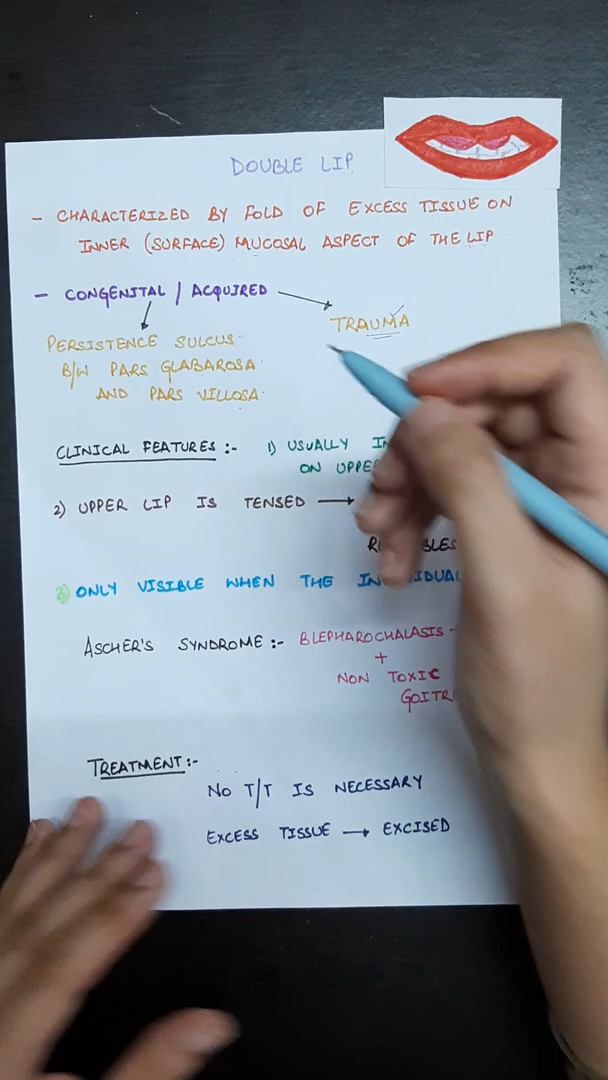 DOUBLE LIP
- CHARACTERIZED BY FOLD OF EXCESS TISSUE ON
INNER (SURFACE) MUCOSAL ASPECT OF THE LIP
- CONGENITAL / ACQUIRED
TRAUMA
PERSISTENCE SULCUS
B/W PARS GLABAROSA
AND PARS VILLOSA
CLINICAL FEATURES :- 1) USUALLY
ON
2) UPPER LIP IS TENSED →
3) ONLY VISIBLE WHEN THE
ASCHER'S SYNDROME :- BLEPHAROCHALASIS -
+
NON TOXIC
TREATMENT :-
NO T/T IS NECESSARY
EXCESS TISSUE → EXCISED